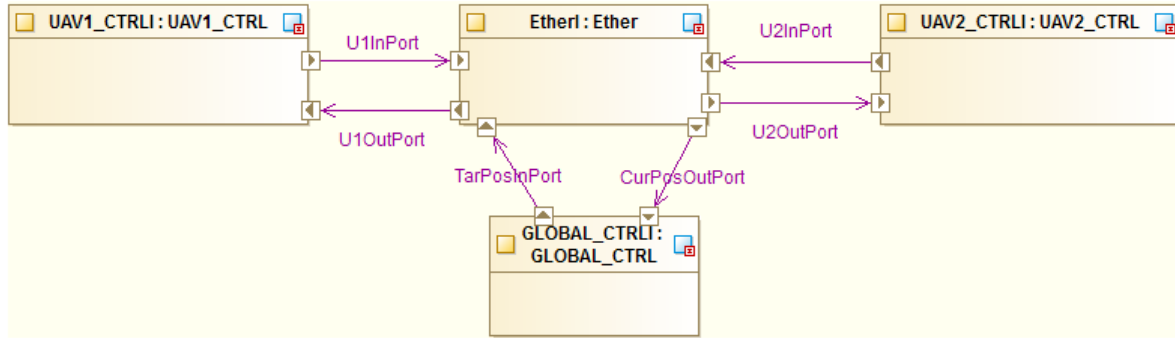 UAV1_CTRLI : UAV1_CTRL
EtherI : Ether
UAV2_CTRLI : UAV2_CTRL
U1InPort
U2InPort
U1OutPort
U2OutPort
TarPosInPort
CurPosOutPort
GLOBAL_CTRLI :
GLOBAL_CTRL